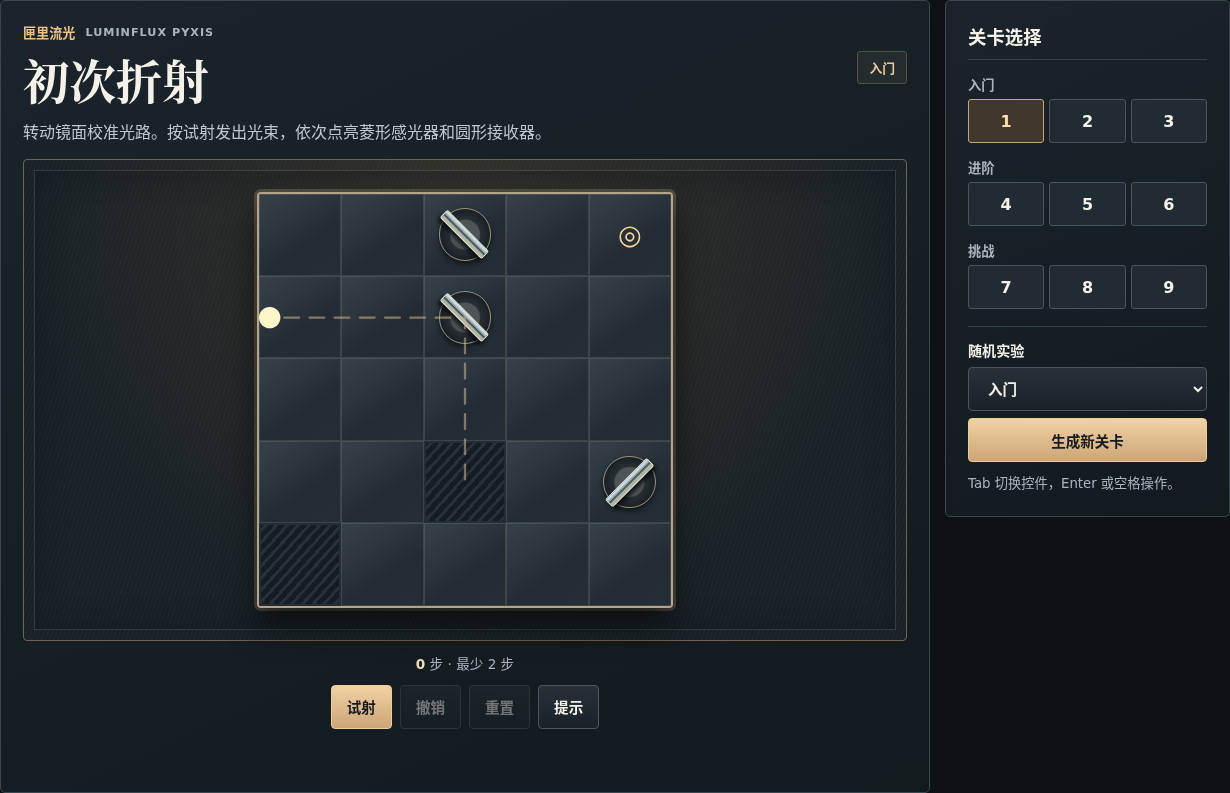 匣里流光 LUMINFLUX PYXIS
初次折射
入门
转动镜面校准光路。按试射发出光束，依次点亮菱形感光器和圆形接收器。
0 步 · 最少 2 步
试射 撤销 重置 提示
关卡选择
入门
1 2 3
进阶
4 5 6
挑战
7 8 9
随机实验
入门
生成新关卡
Tab 切换控件，Enter 或空格操作。